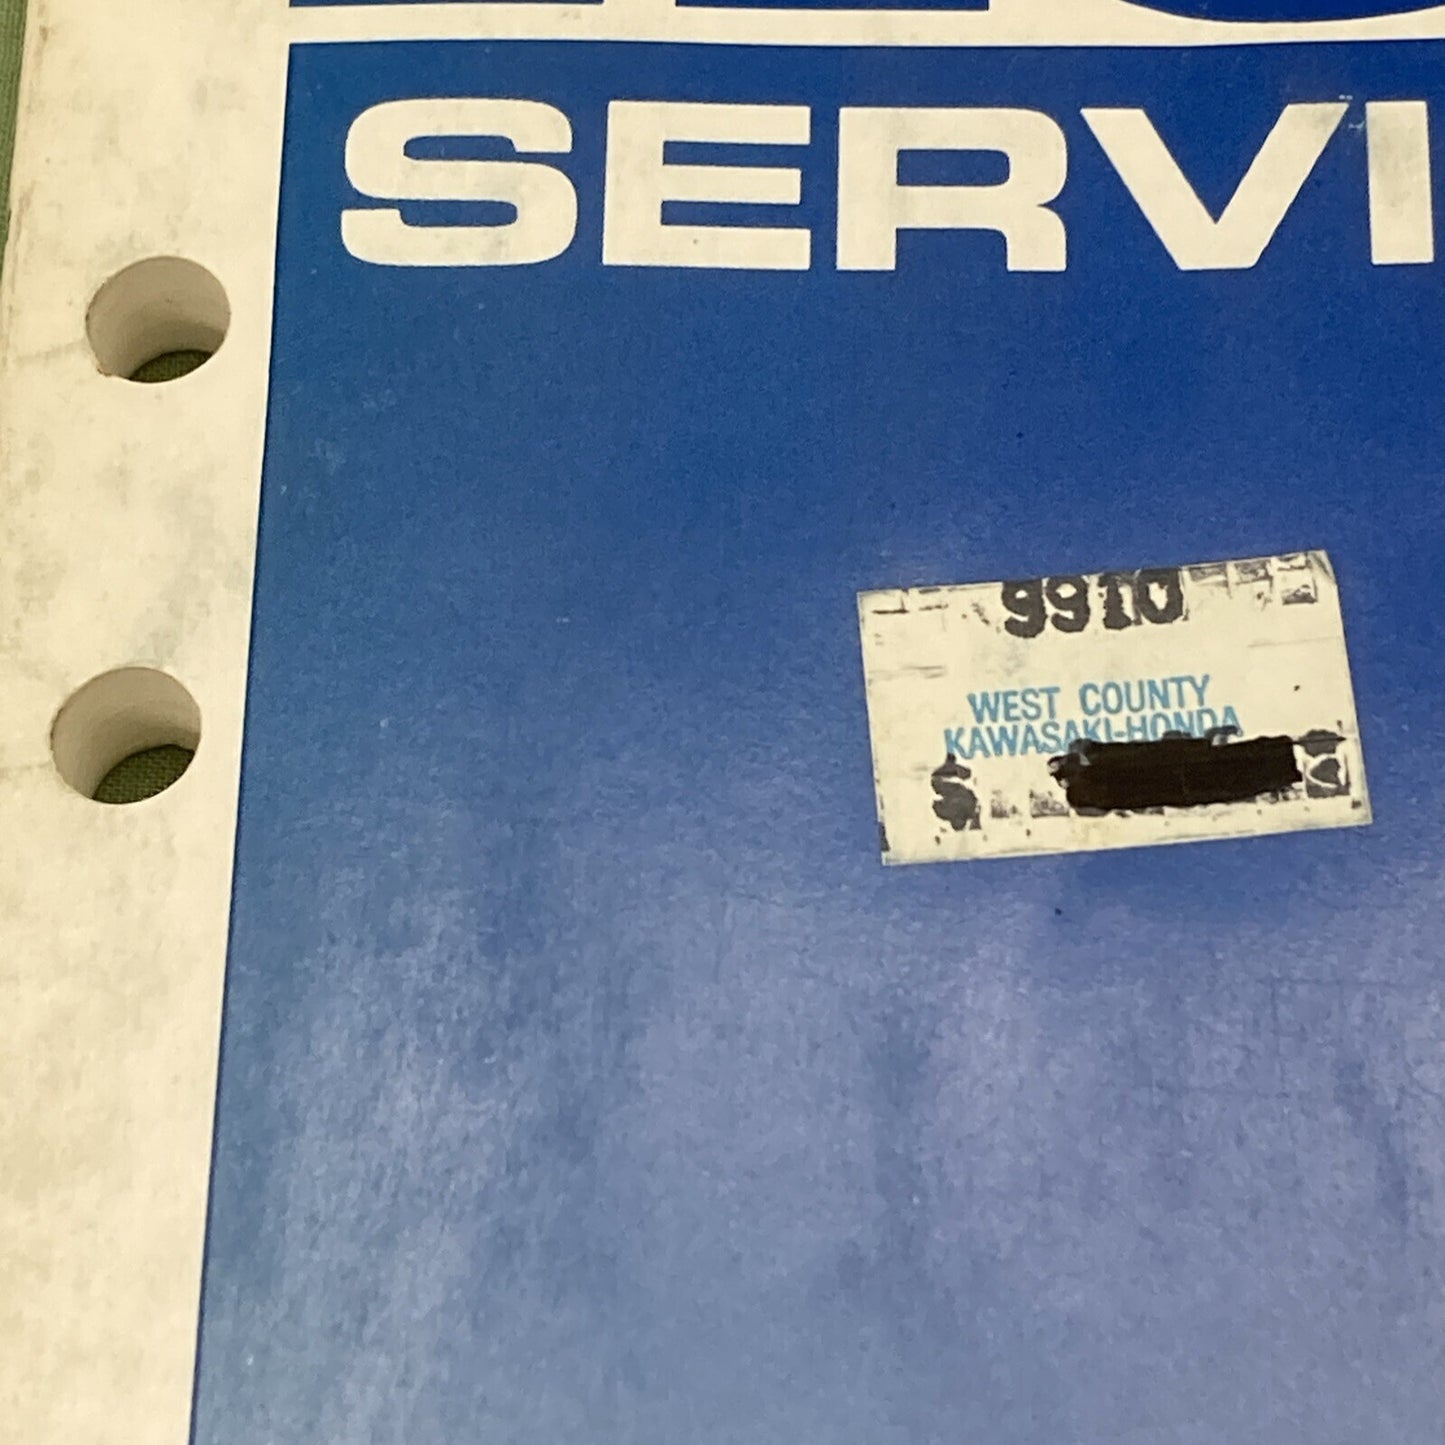 SERVI
9910
WEST COUNTY
KAWASAKI-HONDA
$